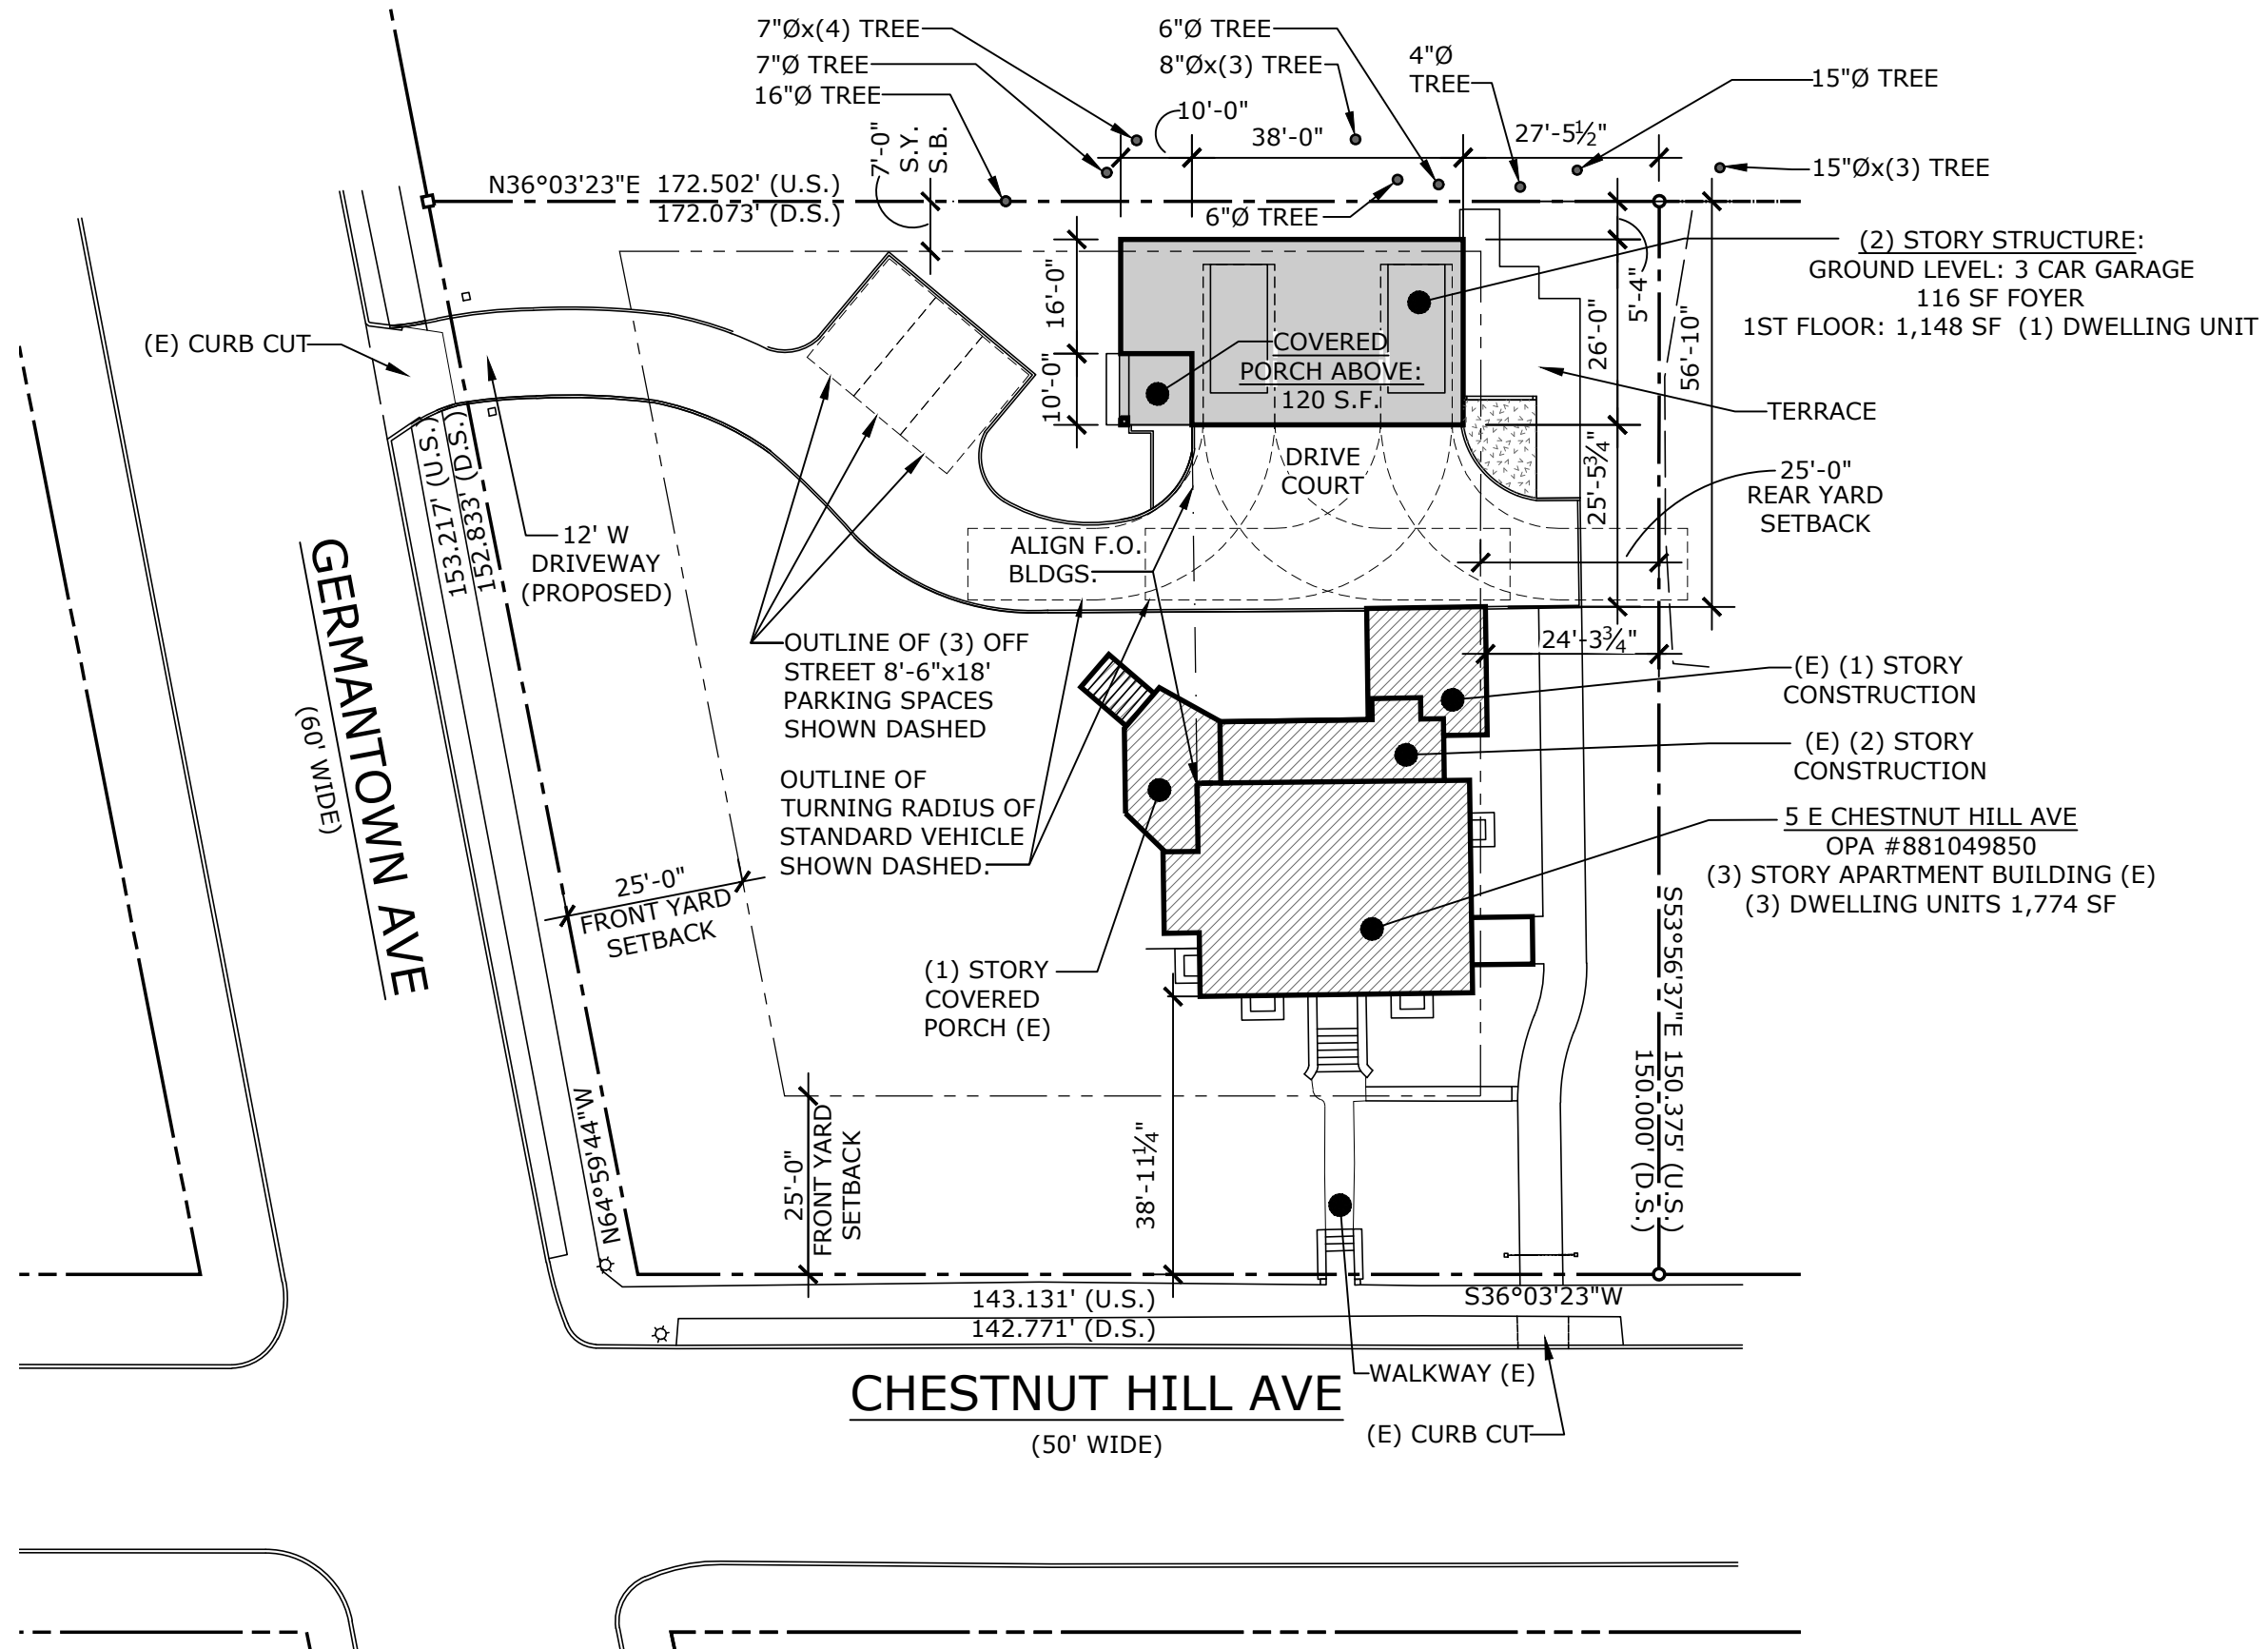 7"Øx(4) TREE
7"Ø TREE
16"Ø TREE
6"Ø TREE
8"Øx(3) TREE
4"Ø
TREE
15"Ø TREE
15"Øx(3) TREE
6"Ø TREE
10'-0"
38'-0"
27'-5½"
7'-0"
S.Y.
S.B.
N36°03'23"E 172.502' (U.S.)
172.073' (D.S.)
(2) STORY STRUCTURE:
GROUND LEVEL: 3 CAR GARAGE
116 SF FOYER
1ST FLOOR: 1,148 SF (1) DWELLING UNIT
16'-0"
10'-0"
5'-4"
26'-0"
56'-10"
25'-5¾"
(E) CURB CUT
COVERED
PORCH ABOVE:
120 S.F.
TERRACE
DRIVE
COURT
25'-0"
REAR YARD
SETBACK
153.217' (U.S.)
152.833' (D.S.)
12' W
DRIVEWAY
(PROPOSED)
ALIGN F.O.
BLDGS.
GERMANTOWN AVE
(60' WIDE)
OUTLINE OF (3) OFF
STREET 8'-6"x18'
PARKING SPACES
SHOWN DASHED
24'-3¾"
(E) (1) STORY
CONSTRUCTION
(E) (2) STORY
CONSTRUCTION
OUTLINE OF
TURNING RADIUS OF
STANDARD VEHICLE
SHOWN DASHED.
5 E CHESTNUT HILL AVE
OPA #881049850
(3) STORY APARTMENT BUILDING (E)
(3) DWELLING UNITS 1,774 SF
25'-0"
FRONT YARD
SETBACK
(1) STORY
COVERED
PORCH (E)
S53°56'37"E 150.375' (U.S.)
150.000' (D.S.)
N64°59'44"W
25'-0"
FRONT YARD
SETBACK
38'-11¼"
143.131' (U.S.)
142.771' (D.S.)
S36°03'23"W
CHESTNUT HILL AVE
(50' WIDE)
WALKWAY (E)
(E) CURB CUT